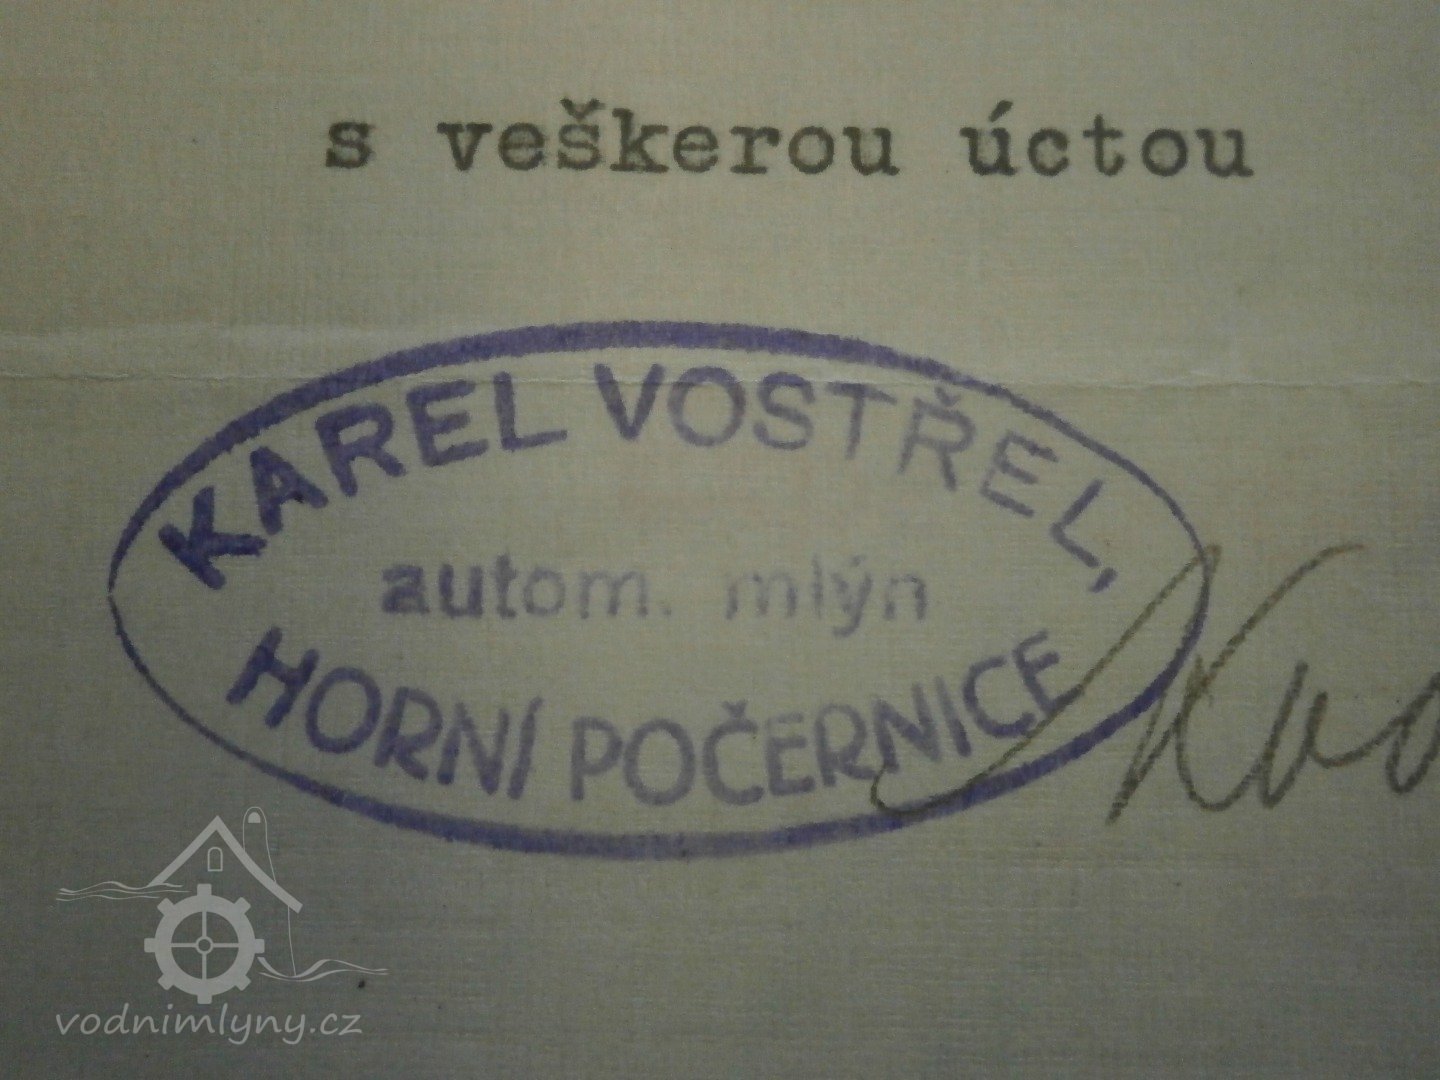 s veškerou úctou
KAREL VOSTŘEL,
autom. mlýn
HORNÍ POČERNICE
vodnimlyny.cz